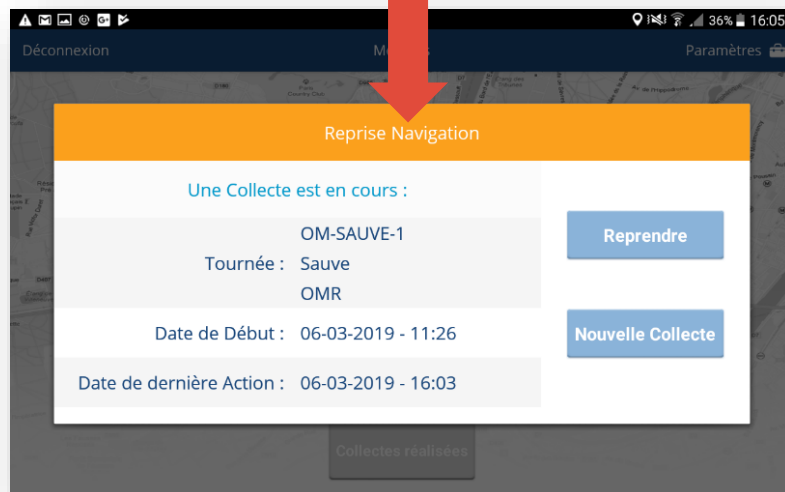 36% 16:05
Déconnexion
Paramètres
Reprise Navigation
Une Collecte est en cours :
OM-SAUVE-1
Tournée : Sauve
OMR
Date de Début : 06-03-2019 - 11:26
Date de dernière Action : 06-03-2019 - 16:03
Reprendre
Nouvelle Collecte
Collectes réalisées